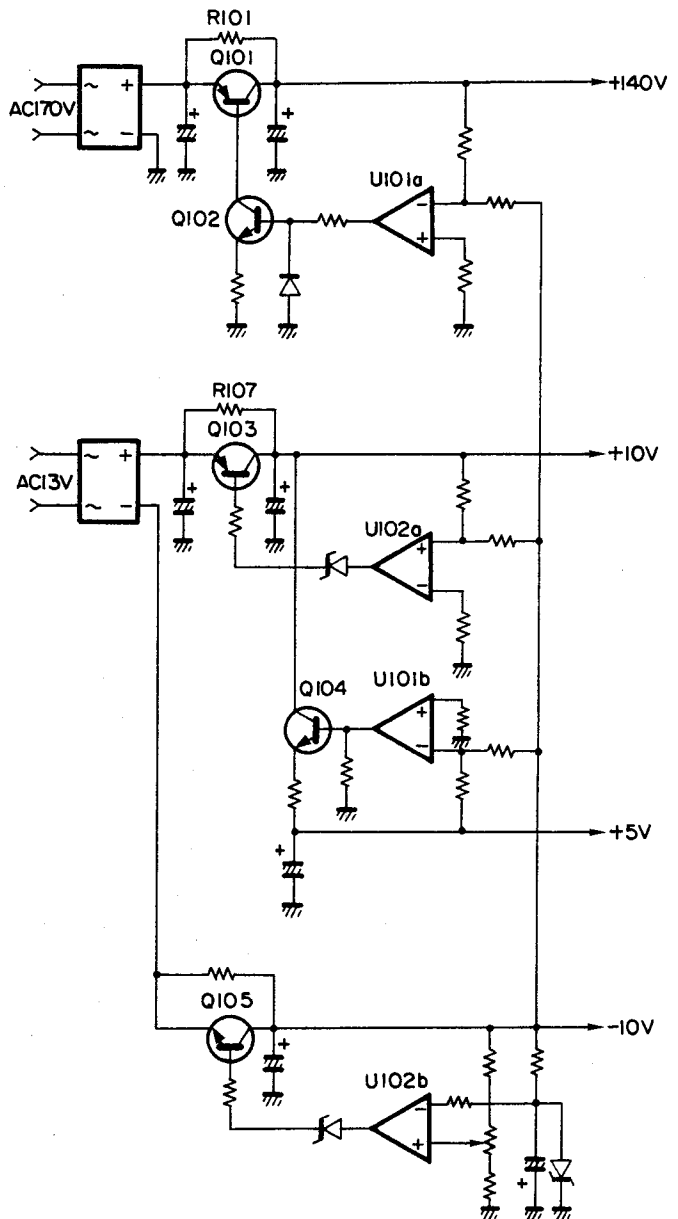 R101
Q101
~ +
AC170V
~ −
+
+
+140V
U101a
Q102
−
+
R107
Q103
~ +
AC13V
~ −
+
+
+10V
U102a
+
−
Q104
U101b
+
−
+5V
+
Q105
−10V
+
U102b
−
+
+